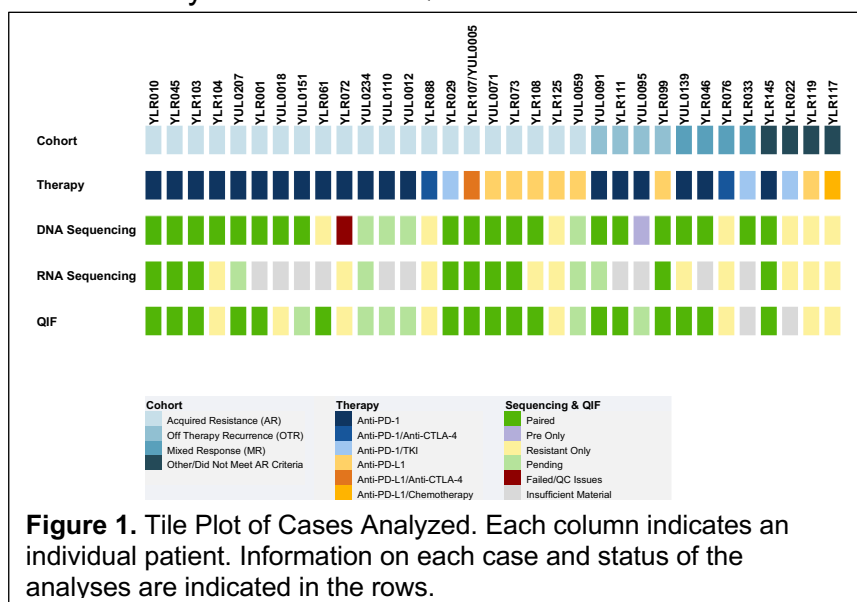 YLR010
YLR045
YLR103
YLR104
YUL0207
YLR001
YUL0018
YUL0151
YLR061
YLR072
YUL0234
YUL0110
YUL0012
YLR088
YLR029
YLR107/YUL0005
YUL0071
YLR073
YLR108
YLR125
YUL0059
YUL0091
YLR111
YUL0095
YLR099
YUL0139
YLR046
YLR076
YLR033
YLR145
YLR022
YLR119
YLR117
Cohort
Therapy
DNA Sequencing
RNA Sequencing
QIF
Cohort
Acquired Resistance (AR)
Off Therapy Recurrence (OTR)
Mixed Response (MR)
Other/Did Not Meet AR Criteria
Therapy
Anti-PD-1
Anti-PD-1/Anti-CTLA-4
Anti-PD-1/TKI
Anti-PD-L1
Anti-PD-L1/Anti-CTLA-4
Anti-PD-L1/Chemotherapy
Sequencing & QIF
Paired
Pre Only
Resistant Only
Pending
Failed/QC Issues
Insufficient Material
Figure 1. Tile Plot of Cases Analyzed. Each column indicates an
individual patient. Information on each case and status of the
analyses are indicated in the rows.